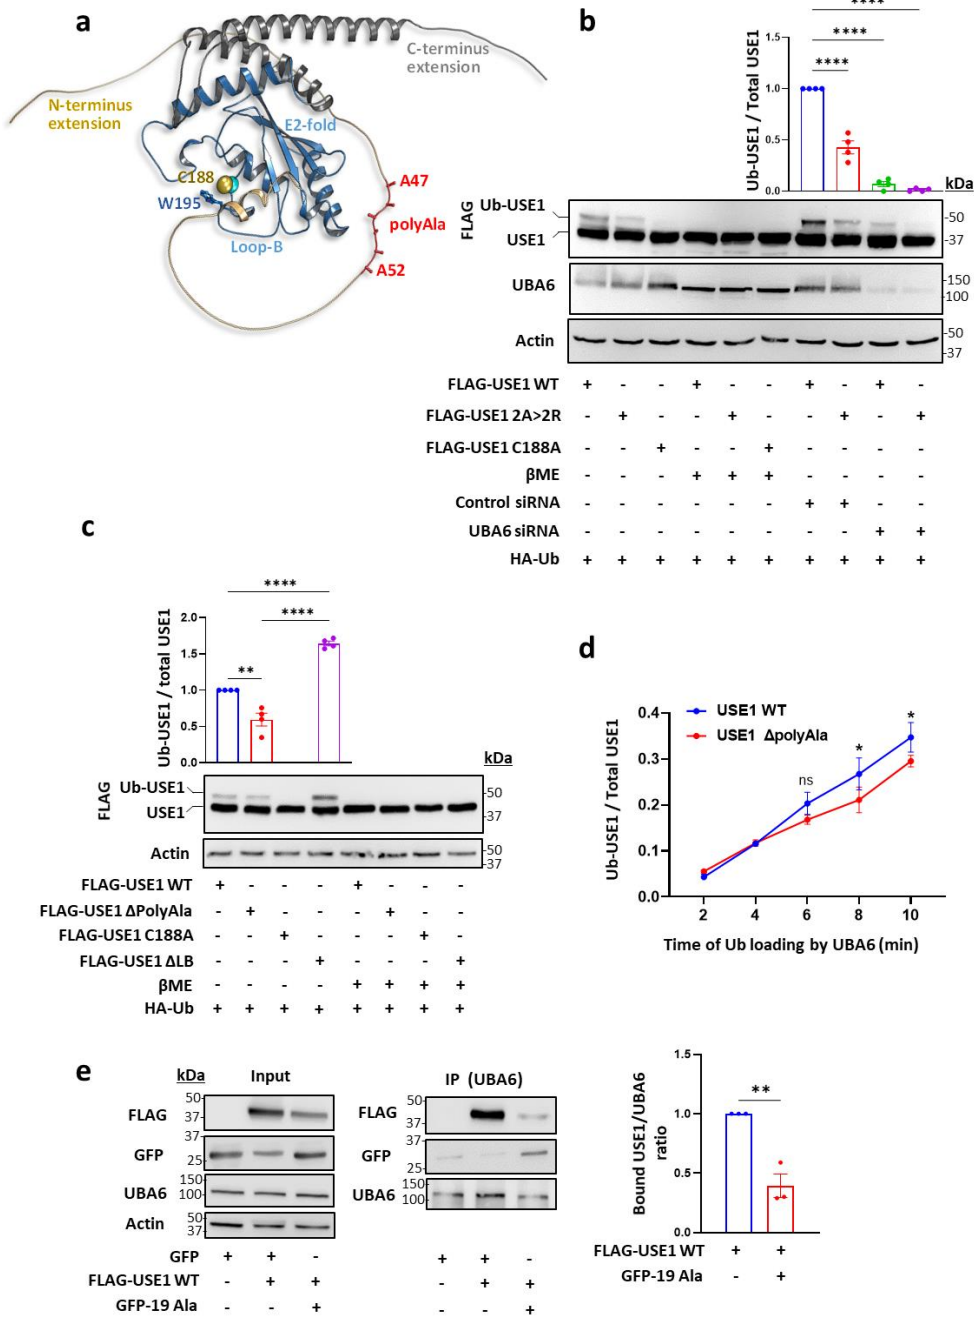 a
N-terminus
extension
C-terminus
extension
E2-fold
C188
W195
Loop-B
A47
polyAla
A52
b
Ub-USE1 / Total USE1
1.5
1.0
0.5
0.0
****
****
****
kDa
FLAG
Ub-USE1
USE1
50
37
UBA6
150
100
Actin
50
37
FLAG-USE1 WT + - - + - - + - + -
FLAG-USE1 2A>2R - + - - + - - + - +
FLAG-USE1 C188A - - + - - + - - - -
βME - - - + + + - - - -
Control siRNA - - - - - - + + - -
UBA6 siRNA - - - - - - - - + +
HA-Ub + + + + + + + + + +
c
Ub-USE1 / total USE1
2.0
1.5
1.0
0.5
0.0
****
****
**
kDa
FLAG
Ub-USE1
USE1
50
37
Actin
50
37
FLAG-USE1 WT + - - - + - - -
FLAG-USE1 ΔPolyAla - + - - - + - -
FLAG-USE1 C188A - - + - - - + -
FLAG-USE1 ΔLB - - - + - - - +
βME - - - - + + + +
HA-Ub + + + + + + + +
d
Ub-USE1 / Total USE1
0.4
0.3
0.2
0.1
0.0
USE1 WT
USE1 ΔpolyAla
ns
*
*
2 4 6 8 10
Time of Ub loading by UBA6 (min)
e
kDa
Input
FLAG
50
37
GFP
37
25
UBA6
150
100
Actin
50
37
GFP + + -
FLAG-USE1 WT - + +
GFP-19 Ala - - +
IP (UBA6)
FLAG
50
37
GFP
37
25
UBA6
150
100
+ + -
- + +
- - +
Bound USE1/UBA6
ratio
1.5
1.0
0.5
0.0
**
FLAG-USE1 WT + +
GFP-19 Ala - +